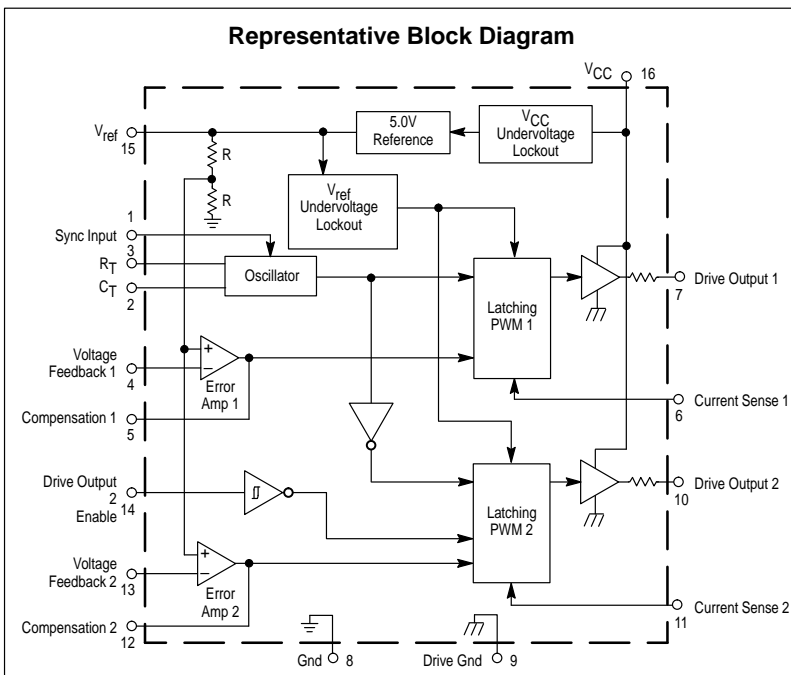 Representative Block Diagram
VCC
16
Vref
15
R
R
5.0V
Reference
VCC
Undervoltage
Lockout
Vref
Undervoltage
Lockout
1
Sync Input
3
RT
CT
2
Oscillator
Latching
PWM 1
Drive Output 1
7
Voltage
Feedback 1
4
+
–
Error
Amp 1
Compensation 1
5
Current Sense 1
6
Drive Output
2
Enable
14
Latching
PWM 2
Drive Output 2
10
Voltage
Feedback 2
13
+
–
Error
Amp 2
Compensation 2
12
Current Sense 2
11
Gnd
8
Drive Gnd
9